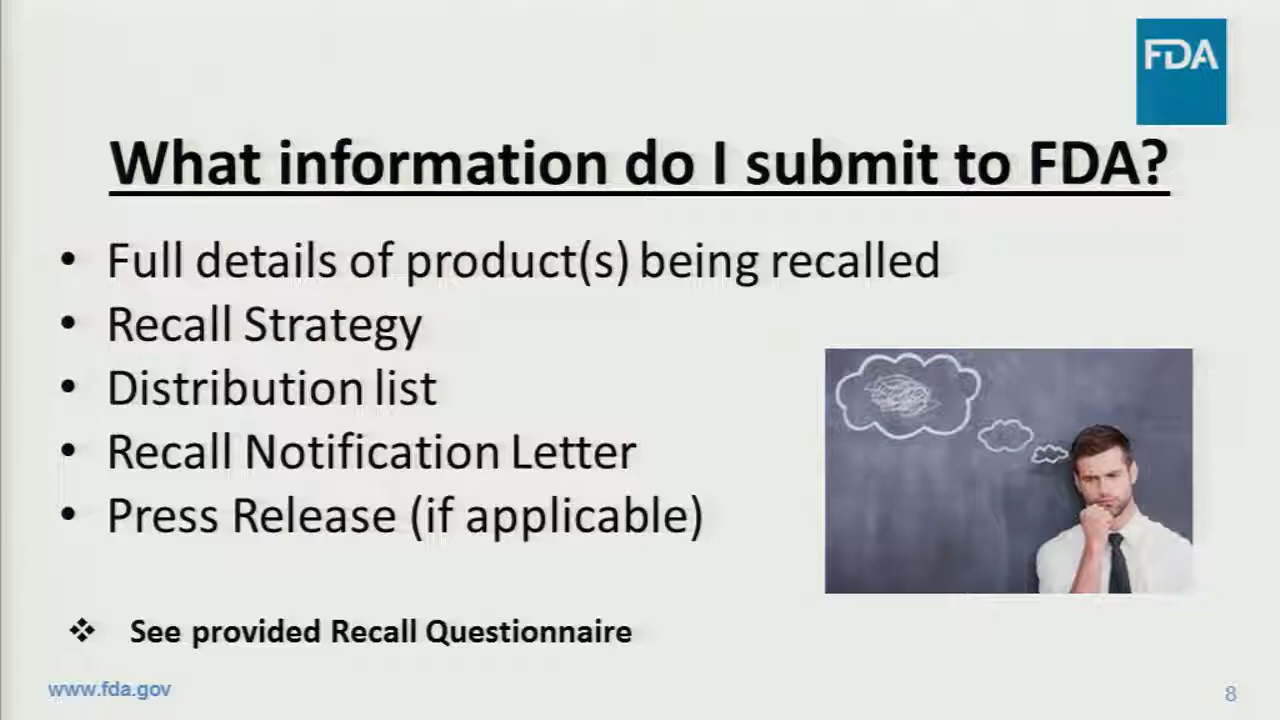 FDA
What information do I submit to FDA?
• Full details of product(s) being recalled
• Recall Strategy
• Distribution list
• Recall Notification Letter
• Press Release (if applicable)
❖ See provided Recall Questionnaire
www.fda.gov
8